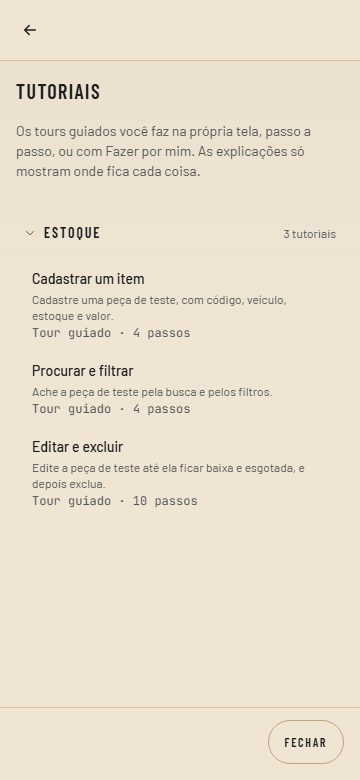 TUTORIAIS
Os tours guiados você faz na própria tela, passo a
passo, ou com Fazer por mim. As explicações só
mostram onde fica cada coisa.
ESTOQUE
3 tutoriais
Cadastrar um item
Cadastre uma peça de teste, com código, veículo,
estoque e valor.
Tour guiado · 4 passos
Procurar e filtrar
Ache a peça de teste pela busca e pelos filtros.
Tour guiado · 4 passos
Editar e excluir
Edite a peça de teste até ela ficar baixa e esgotada, e
depois exclua.
Tour guiado · 10 passos
FECHAR